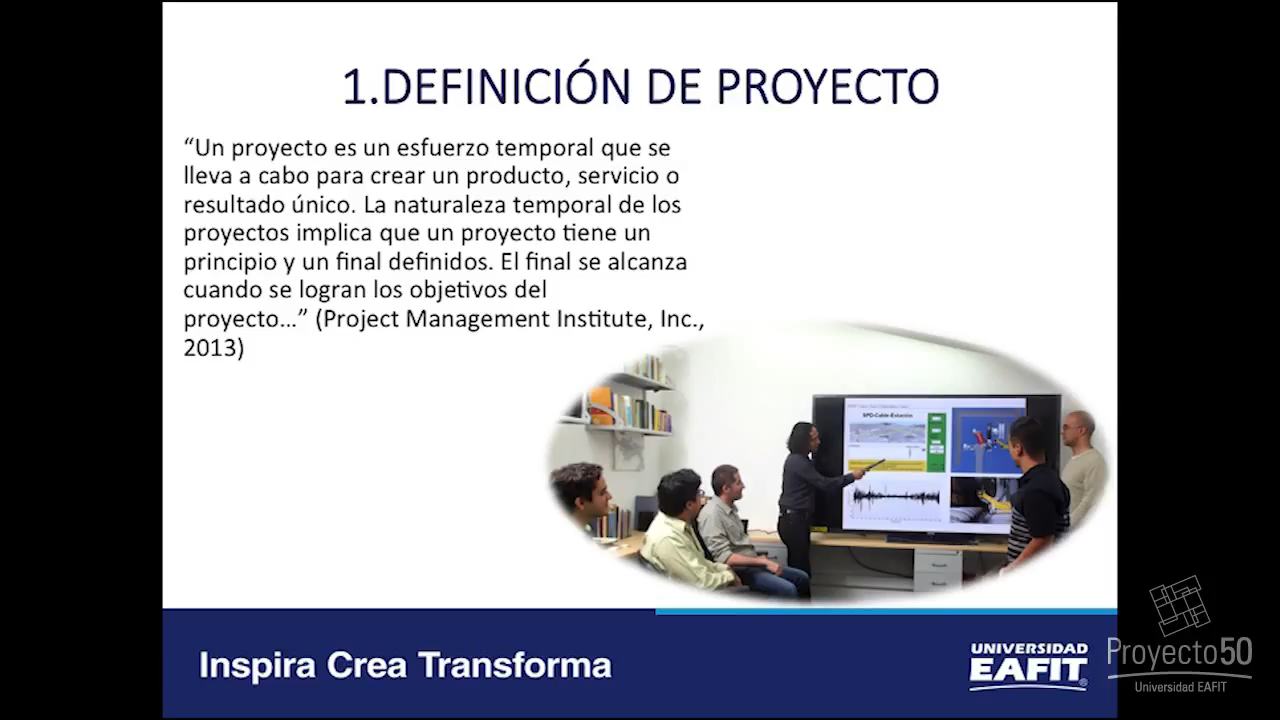 1.DEFINICIÓN DE PROYECTO
“Un proyecto es un esfuerzo temporal que se
lleva a cabo para crear un producto, servicio o
resultado único. La naturaleza temporal de los
proyectos implica que un proyecto tiene un
principio y un final definidos. El final se alcanza
cuando se logran los objetivos del
proyecto…” (Project Management Institute, Inc.,
2013)
SPD-Cable-Estación
Inspira Crea Transforma
UNIVERSIDAD
EAFIT®
Proyecto50
Universidad EAFIT